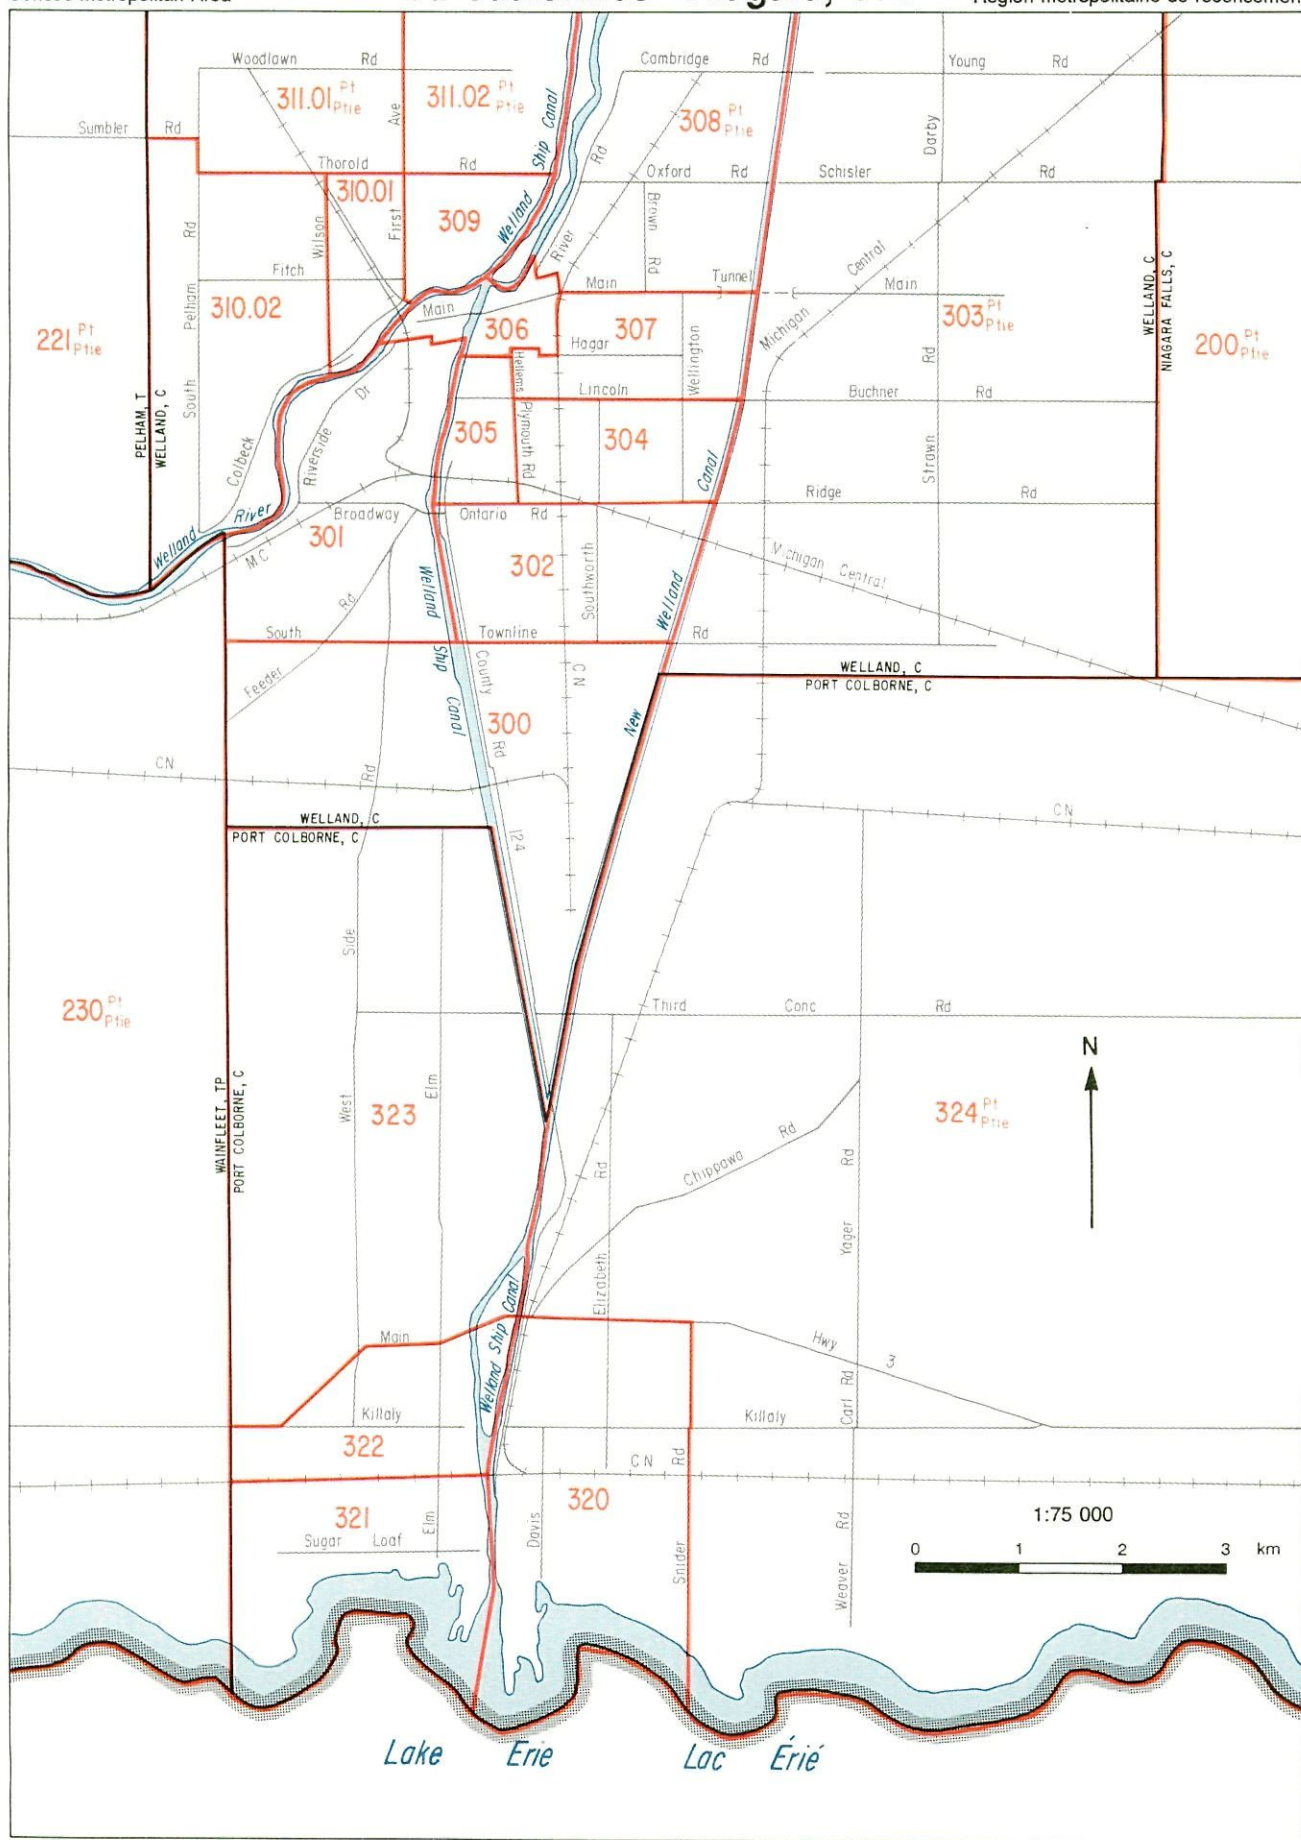 Woodlawn Rd
Cambridge Rd
Young Rd
311.01 Pt Ptie
Ave
311.02 Pt Ptie
Ship Canal
308 Pt Ptie
Darby
Sumbler Rd
Thorold Rd
Rd
Oxford Rd
Schisler Rd
310.01
309
Welland
Brown Rd
Rd
Wilson
First
River
Central
WELLAND, C
NIAGARA FALLS, C
Fitch
Main
Tunnel
Main
310.02
Pelham
Main
306
307
Michigan
303 Pt Ptie
221 Pt Ptie
200 Pt Ptie
Hagar
Wellington
Rd
South
Dr
Hellems
Lincoln
Buchner Rd
PELHAM, T
WELLAND, C
Colbeck
Riverside
305
Plymouth Rd
304
Canal
Strawn
Ridge Rd
River
Broadway
Ontario Rd
301
Welland
M C
302
Southworth
Michigan Central
Welland
Welland
Rd
South Townline Rd
Feeder
Ship
County
C N
WELLAND, C
PORT COLBORNE, C
Canal
300
Rd
New
CN
Rd
CN
WELLAND, C
PORT COLBORNE, C
124
Side
230 Pt Ptie
Third Conc Rd
N
WAINFLEET, TP
PORT COLBORNE, C
West
323
Elm
324 Pt Ptie
Chippawa Rd
Rd
Rd
Yager
Elizabeth
Welland Ship Canal
Main
Hwy 3
Carl Rd
Killaly
Killaly
322
C N
Rd
321
320
1:75 000
Sugar Loaf
Elm
Davis
Snider
Weaver Rd
0 1 2 3 km
Lake Erie Lac Érié